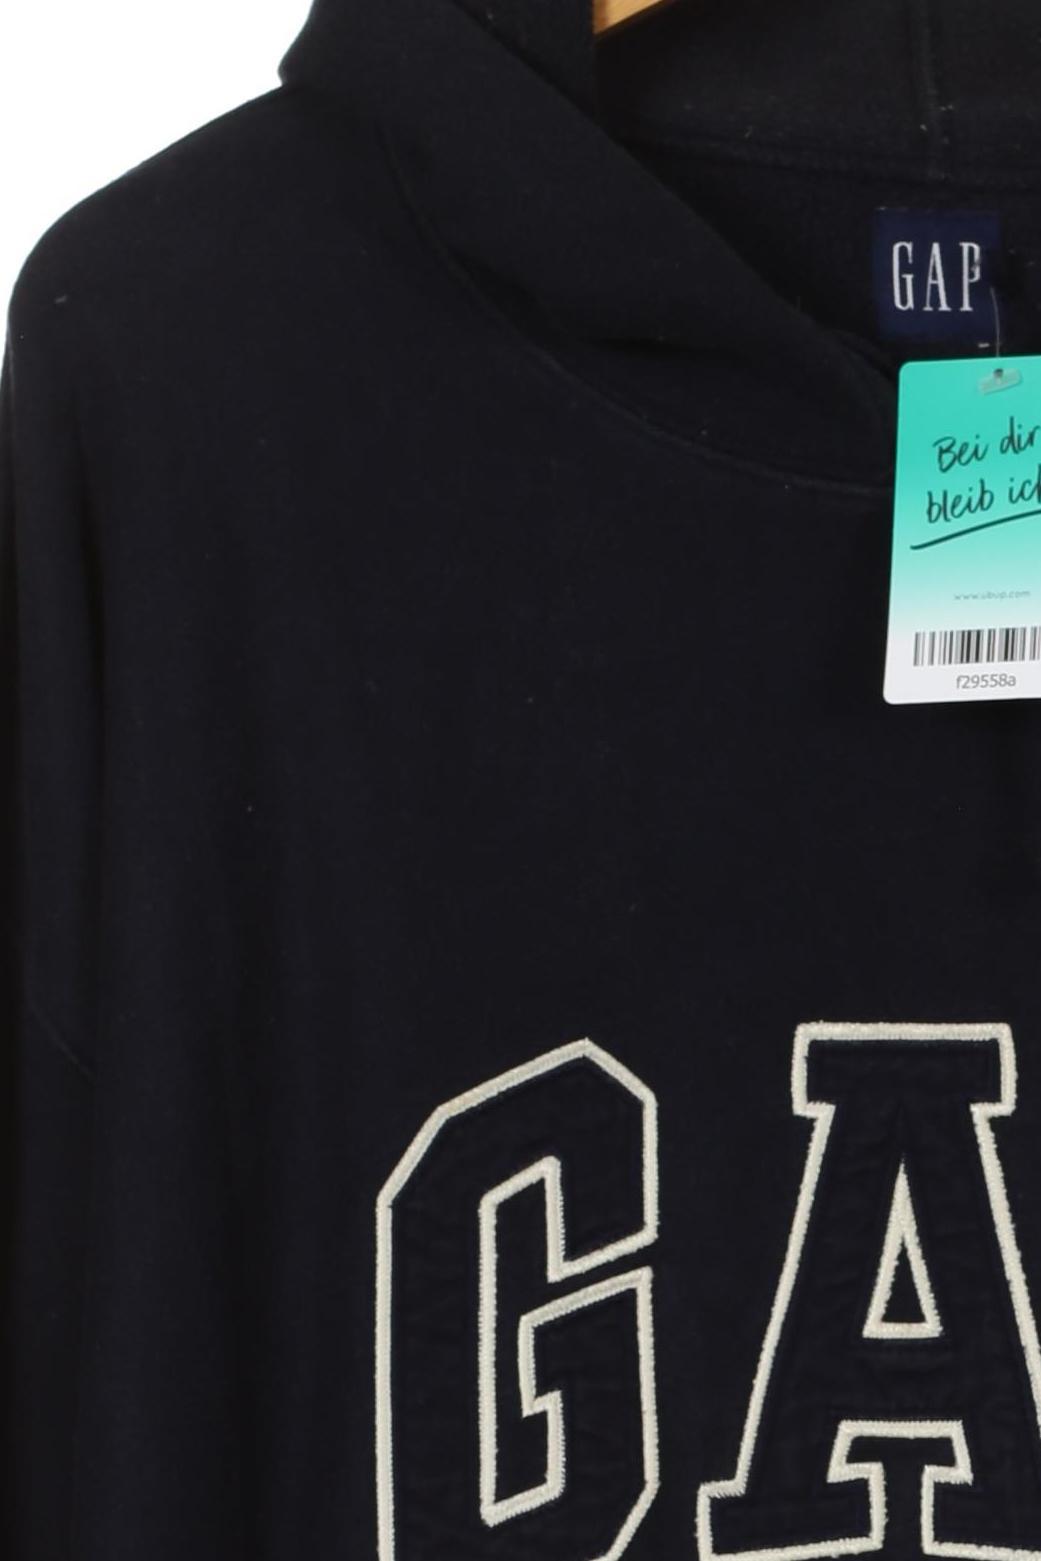 GAP
Bei dir
bleib ich
www.ubup.com
f29558a
GA